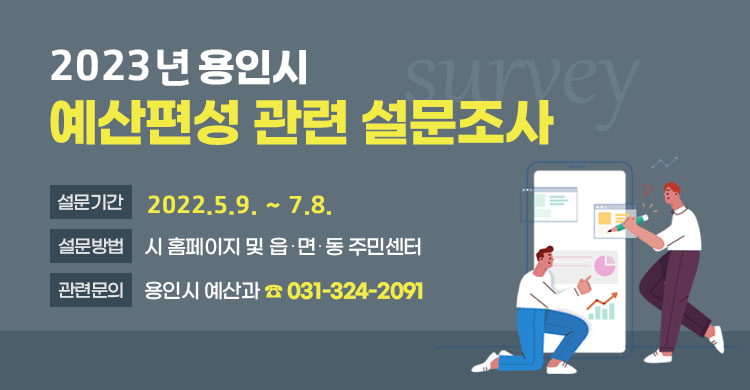 survey
2023년 용인시
예산편성 관련 설문조사
설문기간 2022.5.9. ~ 7.8.
설문방법 시 홈페이지 및 읍·면·동 주민센터
관련문의 용인시 예산과 ☎ 031-324-2091